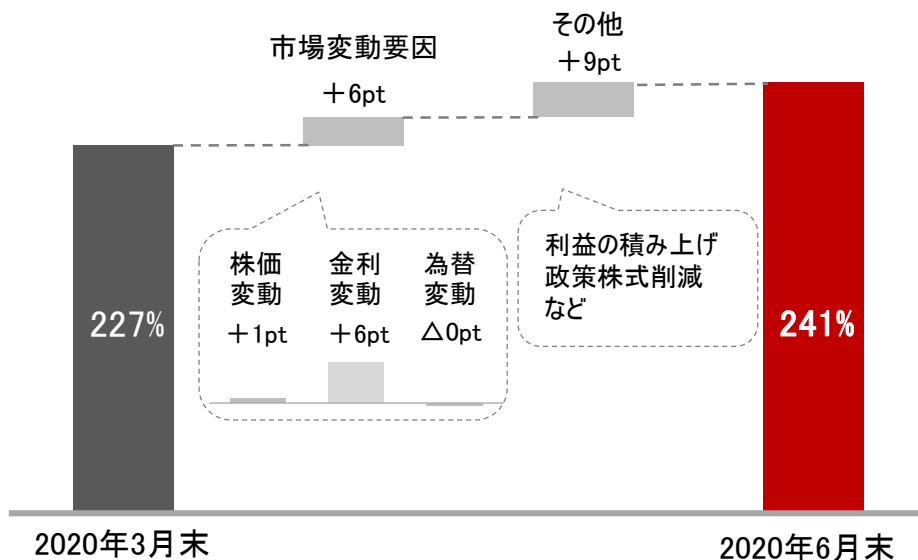 市場変動要因
＋6pt
その他
＋9pt
株価
変動
＋1pt
金利
変動
＋6pt
為替
変動
△0pt
利益の積み上げ
政策株式削減
など
227%
241%
2020年3月末
2020年6月末